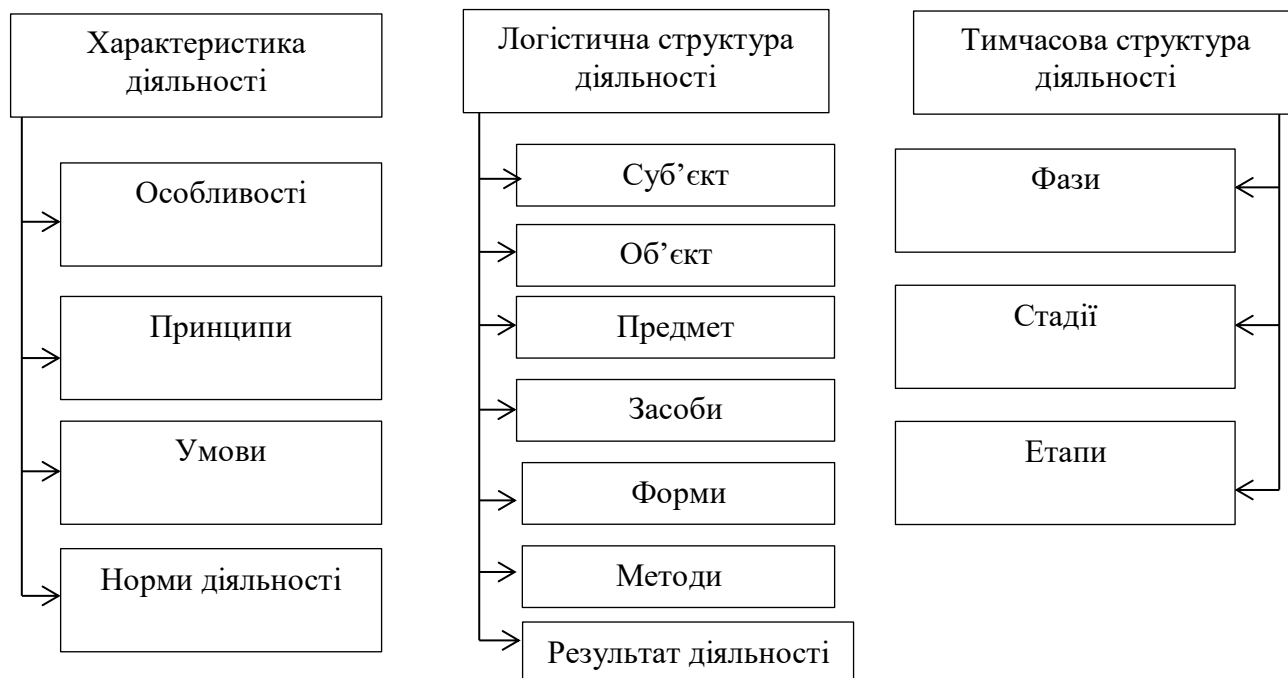 Характеристика
діяльності
Особливості
Принципи
Умови
Норми діяльності
Логістична структура
діяльності
Суб’єкт
Об’єкт
Предмет
Засоби
Форми
Методи
Результат діяльності
Тимчасова структура
діяльності
Фази
Стадії
Етапи